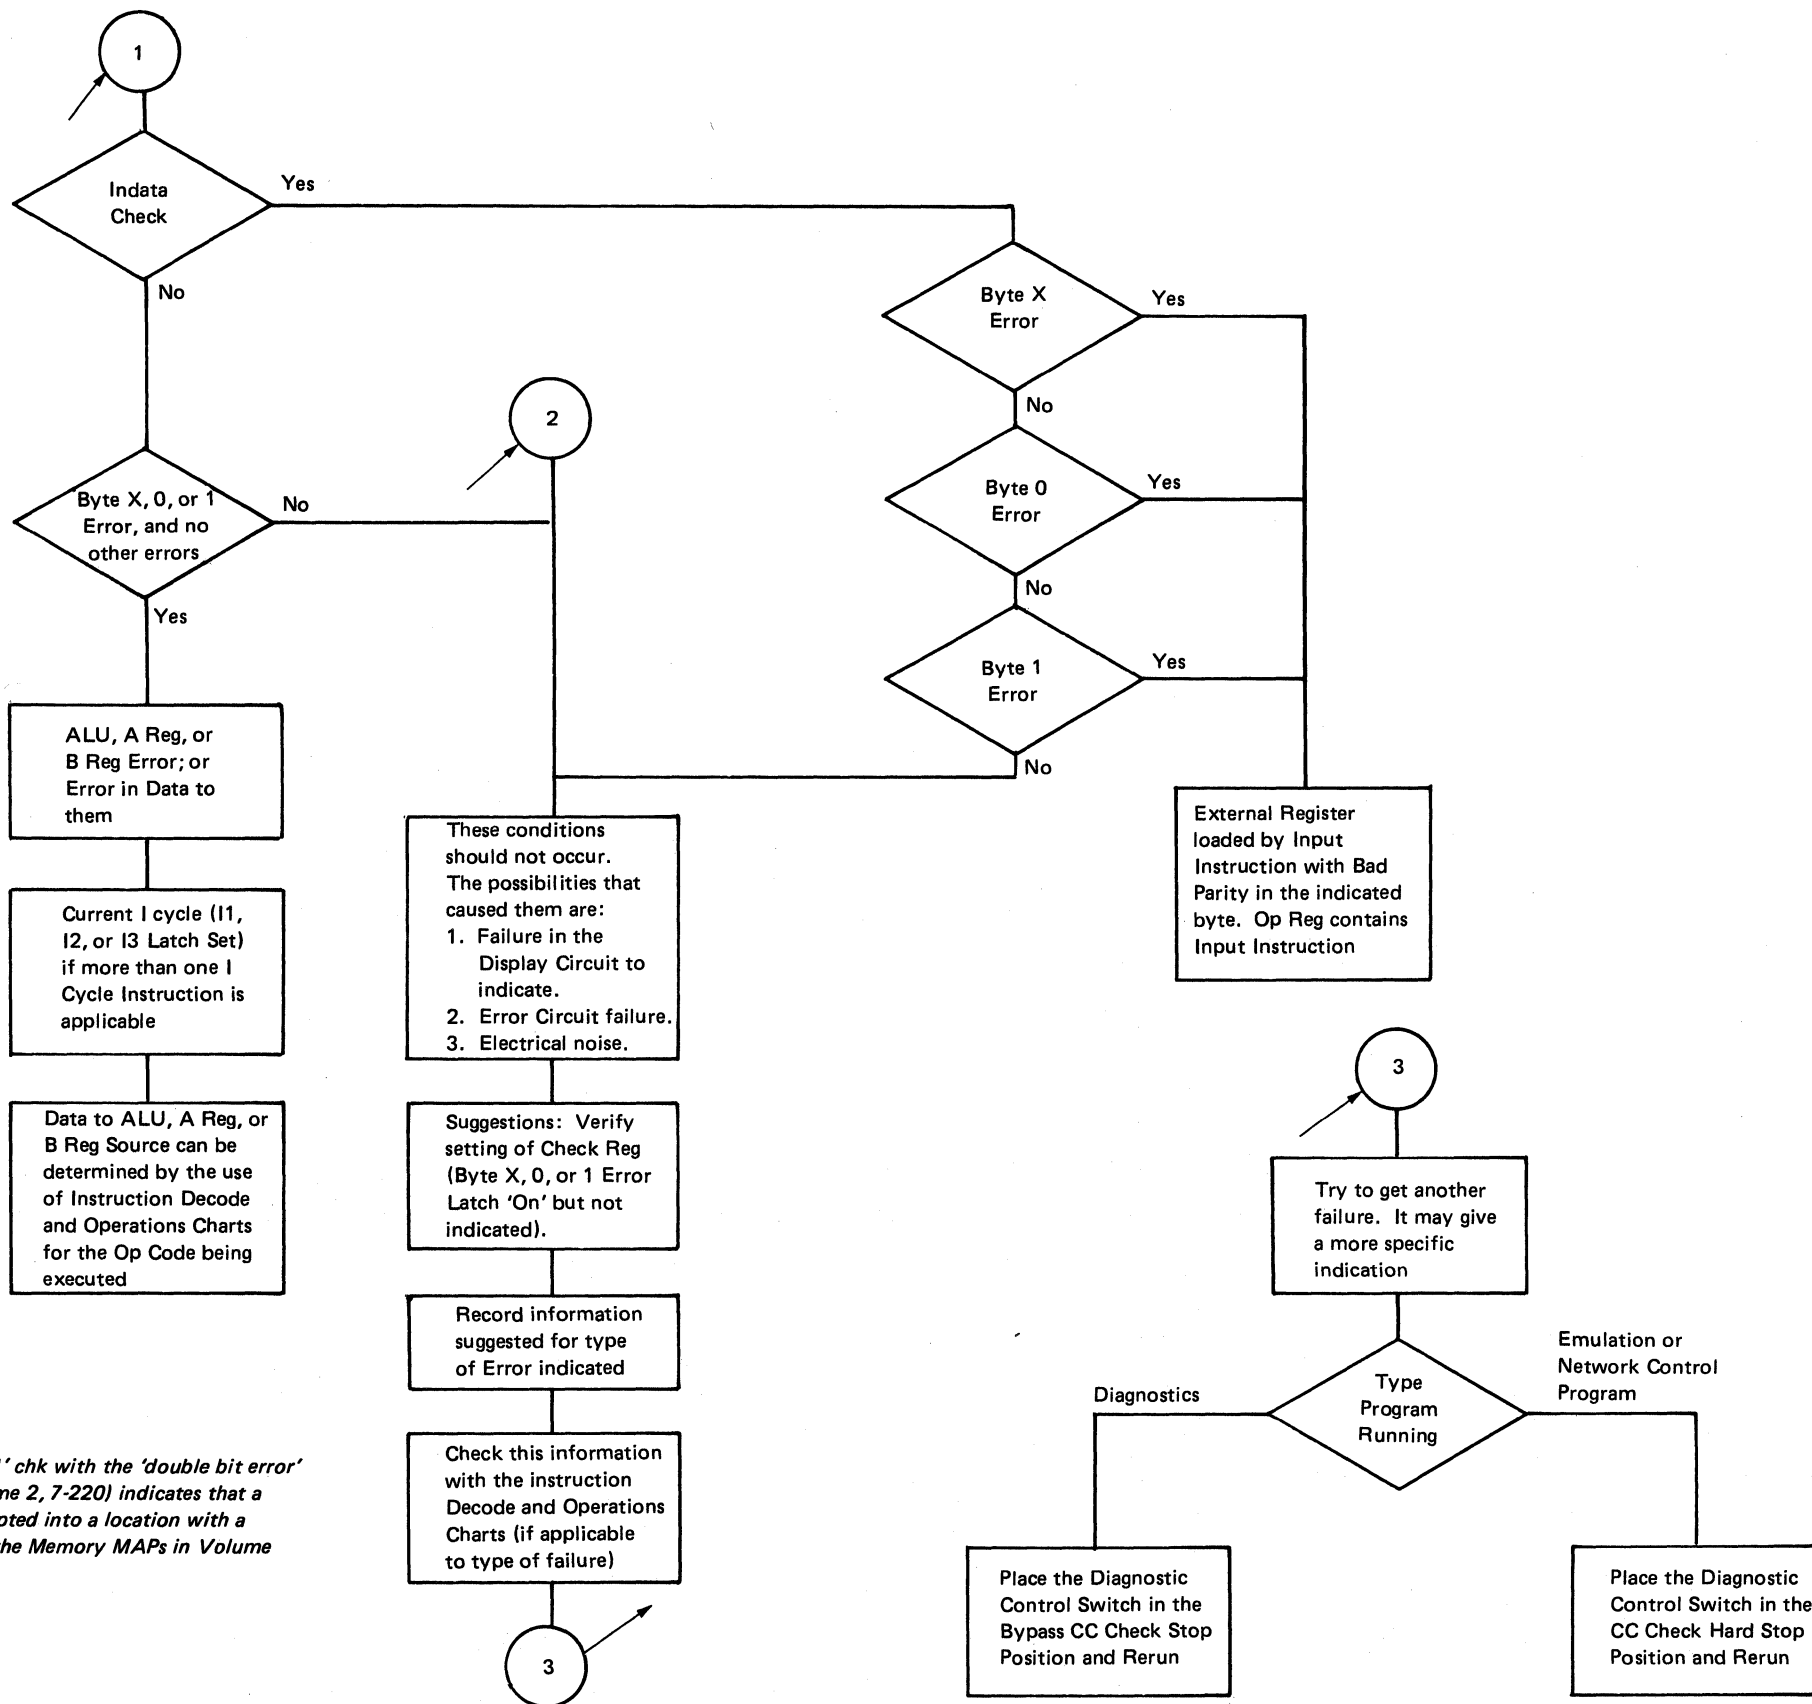 1
Indata
Check
Yes
No
Byte X, 0, or 1
Error, and no
other errors
No
Yes
ALU, A Reg, or
B Reg Error; or
Error in Data to
them
Current I cycle (I1,
I2, or I3 Latch Set)
if more than one I
Cycle Instruction is
applicable
Data to ALU, A Reg, or
B Reg Source can be
determined by the use
of Instruction Decode
and Operations Charts
for the Op Code being
executed
' chk with the 'double bit error'
me 2, 7-220) indicates that a
pted into a location with a
the Memory MAPs in Volume
2
These conditions
should not occur.
The possibilities that
caused them are:
1. Failure in the
Display Circuit to
indicate.
2. Error Circuit failure.
3. Electrical noise.
Suggestions: Verify
setting of Check Reg
(Byte X, 0, or 1 Error
Latch 'On' but not
indicated).
Record information
suggested for type
of Error indicated
Check this information
with the instruction
Decode and Operations
Charts (if applicable
to type of failure)
3
Byte X
Error
Yes
No
Byte 0
Error
Yes
No
Byte 1
Error
Yes
No
External Register
loaded by Input
Instruction with Bad
Parity in the indicated
byte. Op Reg contains
Input Instruction
3
Try to get another
failure. It may give
a more specific
indication
Type
Program
Running
Diagnostics
Emulation or
Network Control
Program
Place the Diagnostic
Control Switch in the
Bypass CC Check Stop
Position and Rerun
Place the Diagnostic
Control Switch in the
CC Check Hard Stop
Position and Rerun